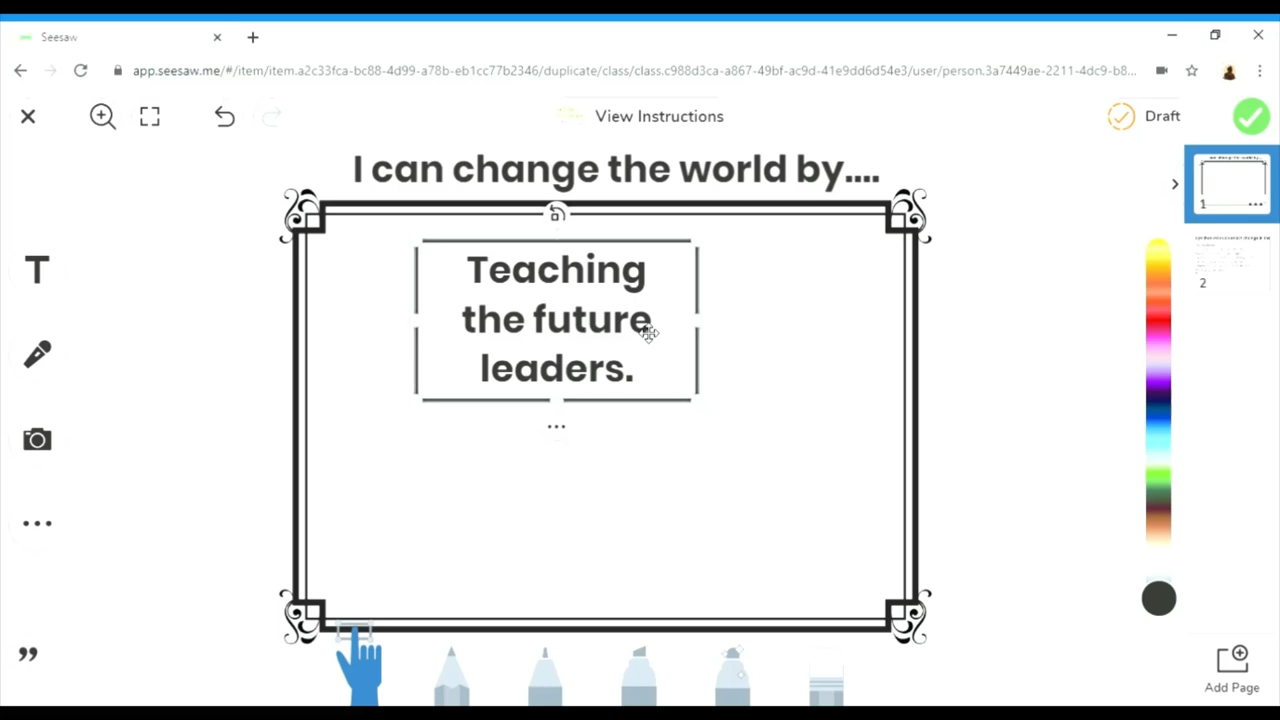 Seesaw
app.seesaw.me/#/item/item.a2c33fca-bc88-4d99-a78b-eb1cc77b2346/duplicate/class/class.c988d3ca-a867-49bf-ac9d-41e9dd6d54e3/user/person.3a7449ae-2211-4dc9-b8...
View Instructions
Draft
I can change the world by....
Teaching
the future
leaders.
T
1
2
Add Page